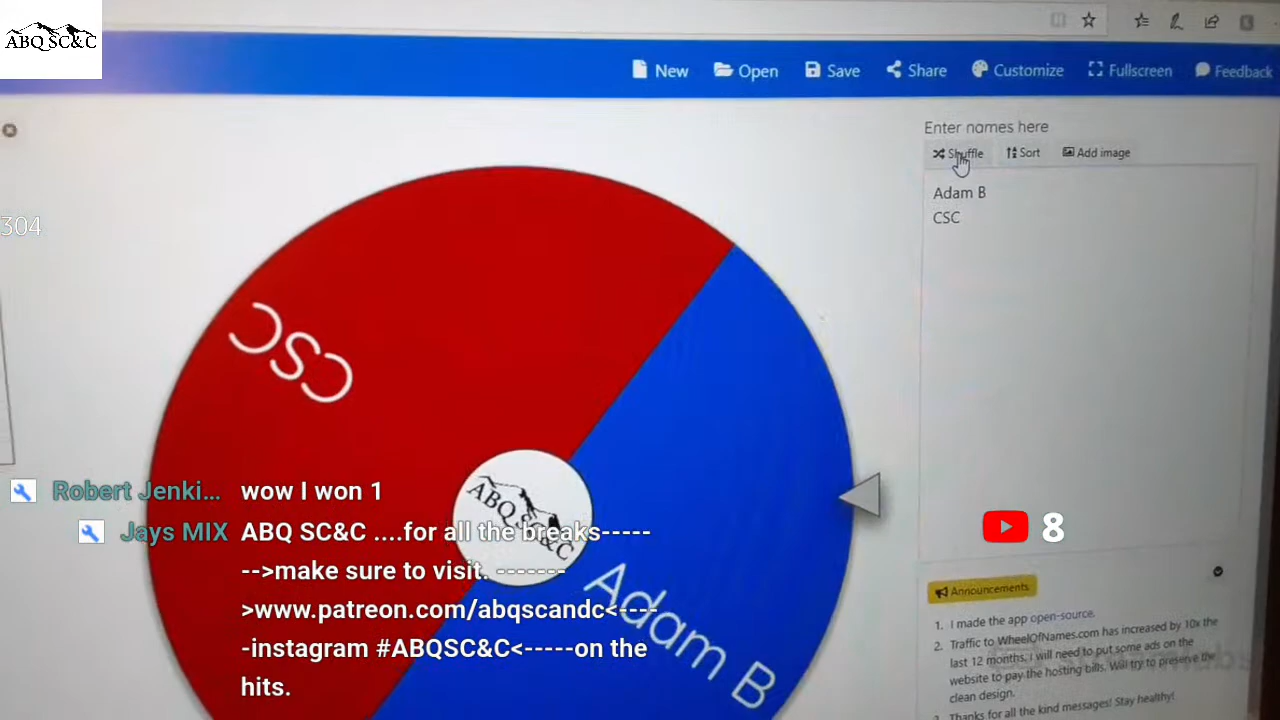 ABQ SC&C
New
Open
Save
Share
Customize
Fullscreen
Feedback
Enter names here
Shuffle
Sort
Add image
Adam B
CSC
304
CSC
ABQ SC&C
Adam B
Robert Jenki... wow I won 1
Jays MIX ABQ SC&C ....for all the breaks-----
-->make sure to visit. -------
>www.patreon.com/abqscandc<----
-instagram #ABQSC&C<-----on the
hits.
8
Announcements
1. I made the app open-source.
2. Traffic to WheelOfNames.com has increased by 10x the
last 12 months. I will need to put some ads on the
website to pay the hosting bills. Will try to preserve the
clean design.
3. Thanks for all the kind messages! Stay healthy!